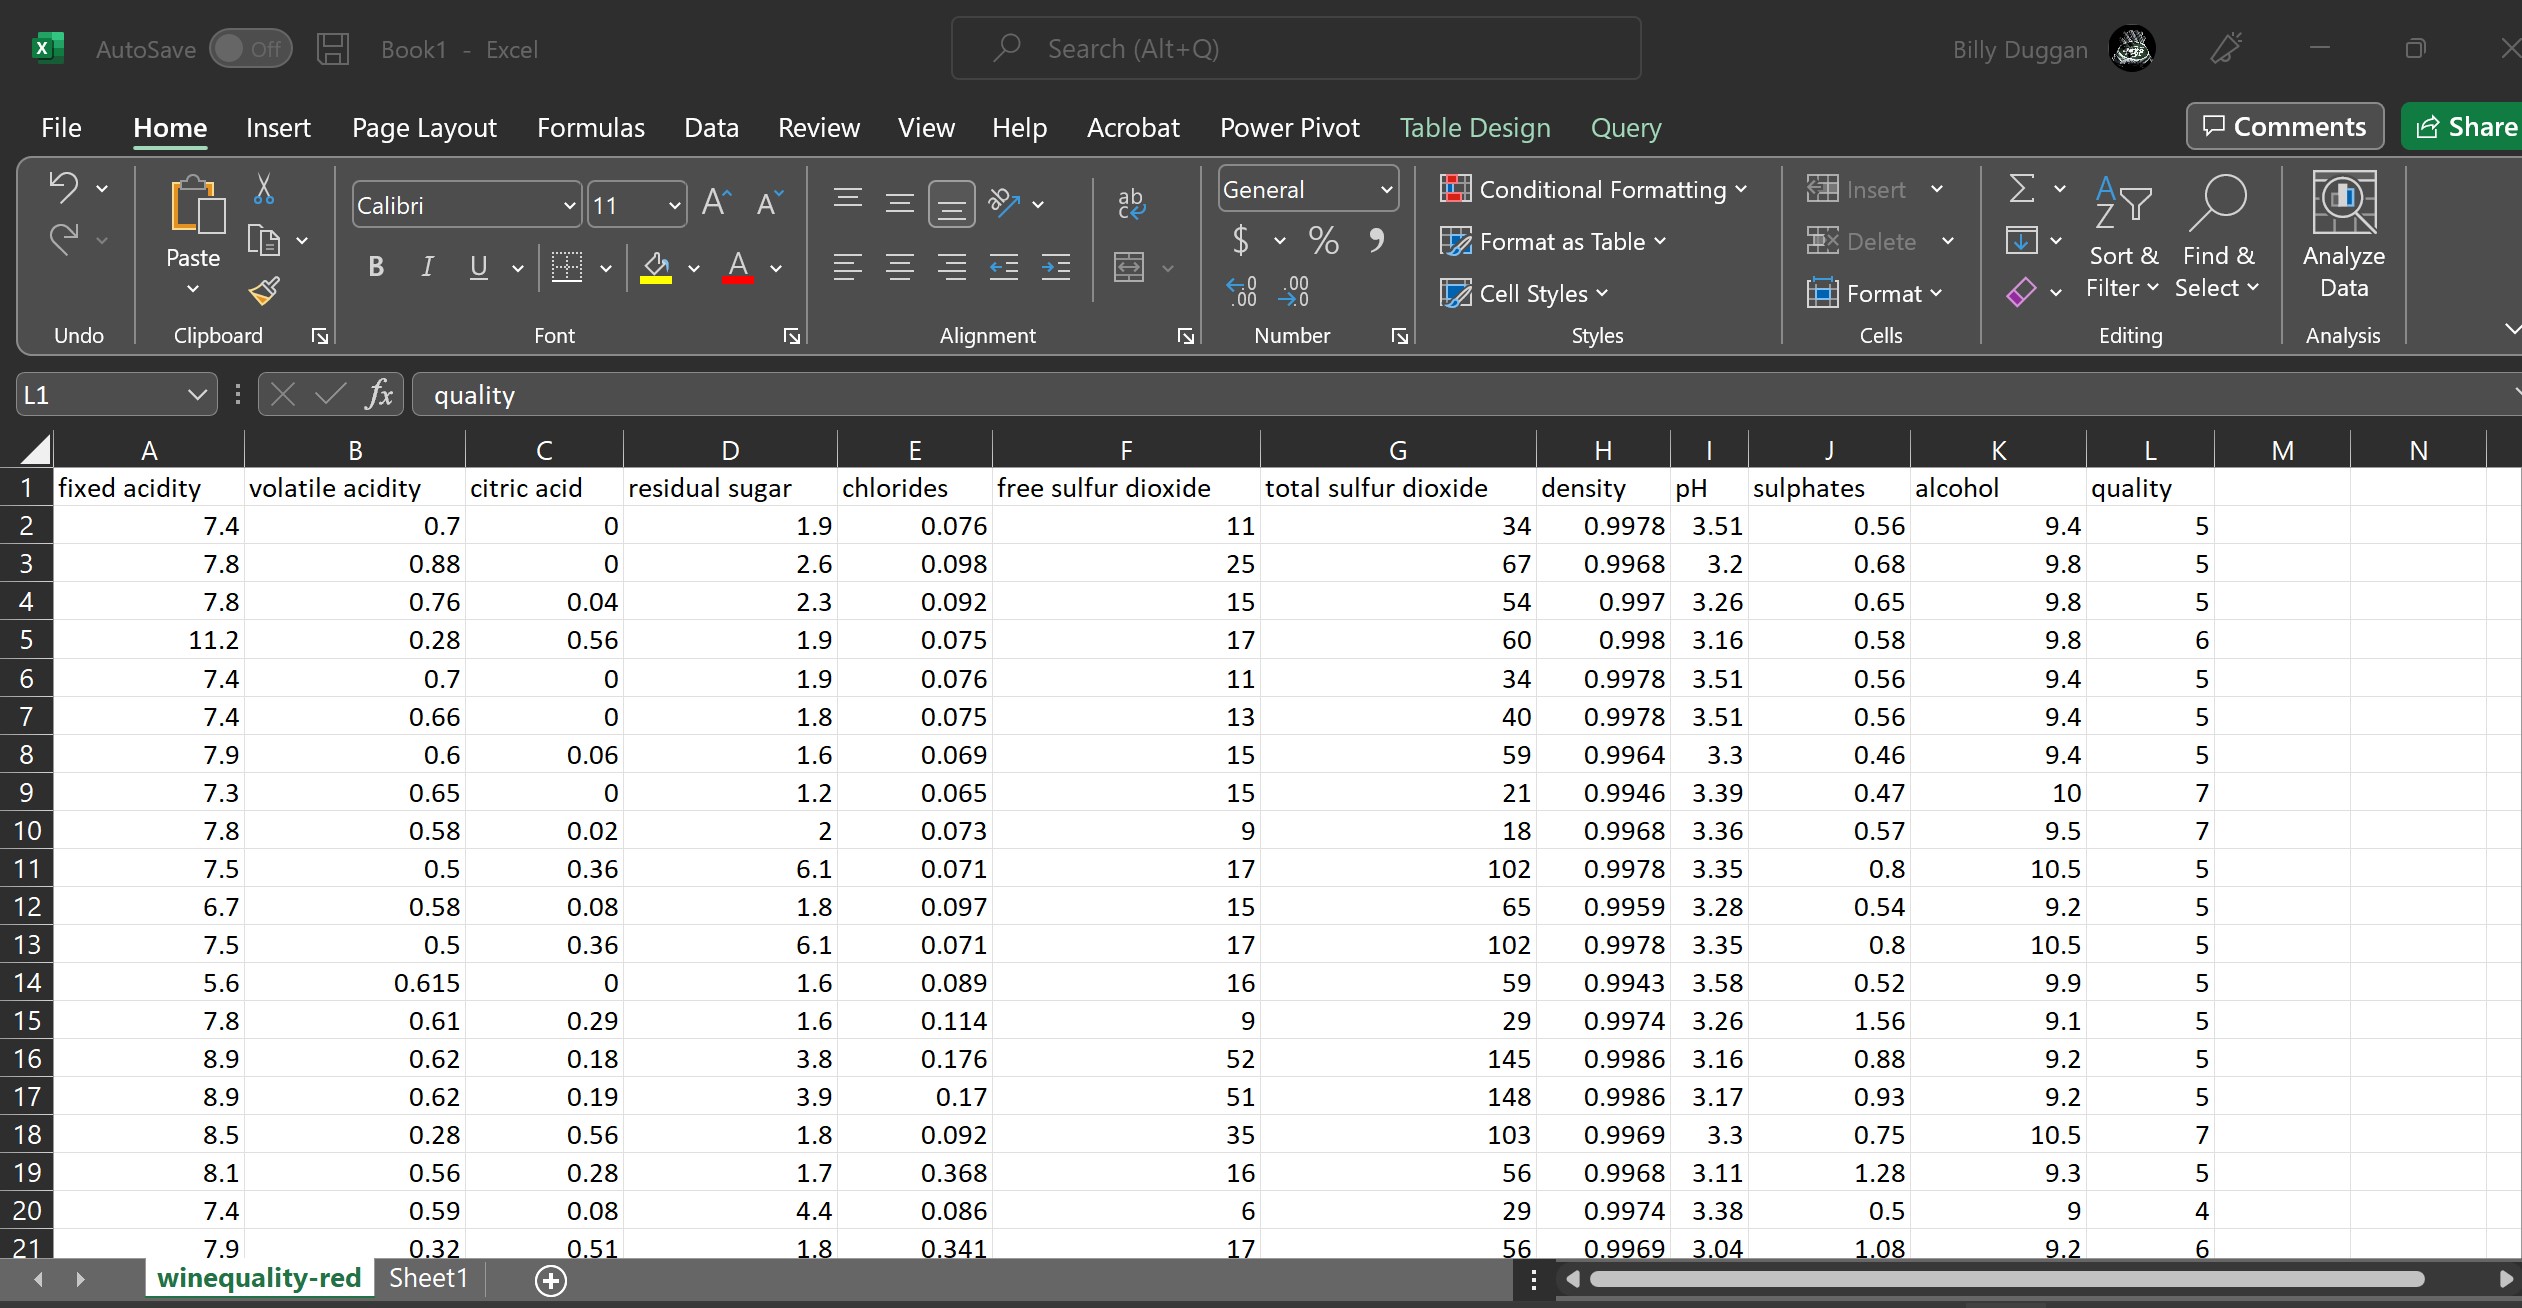 AutoSave Off Book1 - Excel Search (Alt+Q) Billy Duggan
File Home Insert Page Layout Formulas Data Review View Help Acrobat Power Pivot Table Design Query Comments Share
Paste
Calibri 11
B I U
ab
General
$ % 9
Conditional Formatting
Format as Table
Cell Styles
Insert
Delete
Format
Sort & Filter
Find & Select
Analyze Data
Undo Clipboard Font Alignment Number Styles Cells Editing Analysis
L1 fx quality
A B C D E F G H I J K L M N
1 fixed acidity volatile acidity citric acid residual sugar chlorides free sulfur dioxide total sulfur dioxide density pH sulphates alcohol quality
2 7.4 0.7 0 1.9 0.076 11 34 0.9978 3.51 0.56 9.4 5
3 7.8 0.88 0 2.6 0.098 25 67 0.9968 3.2 0.68 9.8 5
4 7.8 0.76 0.04 2.3 0.092 15 54 0.997 3.26 0.65 9.8 5
5 11.2 0.28 0.56 1.9 0.075 17 60 0.998 3.16 0.58 9.8 6
6 7.4 0.7 0 1.9 0.076 11 34 0.9978 3.51 0.56 9.4 5
7 7.4 0.66 0 1.8 0.075 13 40 0.9978 3.51 0.56 9.4 5
8 7.9 0.6 0.06 1.6 0.069 15 59 0.9964 3.3 0.46 9.4 5
9 7.3 0.65 0 1.2 0.065 15 21 0.9946 3.39 0.47 10 7
10 7.8 0.58 0.02 2 0.073 9 18 0.9968 3.36 0.57 9.5 7
11 7.5 0.5 0.36 6.1 0.071 17 102 0.9978 3.35 0.8 10.5 5
12 6.7 0.58 0.08 1.8 0.097 15 65 0.9959 3.28 0.54 9.2 5
13 7.5 0.5 0.36 6.1 0.071 17 102 0.9978 3.35 0.8 10.5 5
14 5.6 0.615 0 1.6 0.089 16 59 0.9943 3.58 0.52 9.9 5
15 7.8 0.61 0.29 1.6 0.114 9 29 0.9974 3.26 1.56 9.1 5
16 8.9 0.62 0.18 3.8 0.176 52 145 0.9986 3.16 0.88 9.2 5
17 8.9 0.62 0.19 3.9 0.17 51 148 0.9986 3.17 0.93 9.2 5
18 8.5 0.28 0.56 1.8 0.092 35 103 0.9969 3.3 0.75 10.5 7
19 8.1 0.56 0.28 1.7 0.368 16 56 0.9968 3.11 1.28 9.3 5
20 7.4 0.59 0.08 4.4 0.086 6 29 0.9974 3.38 0.5 9 4
21 7.9 0.32 0.51 1.8 0.341 17 56 0.9969 3.04 1.08 9.2 6
winequality-red Sheet1